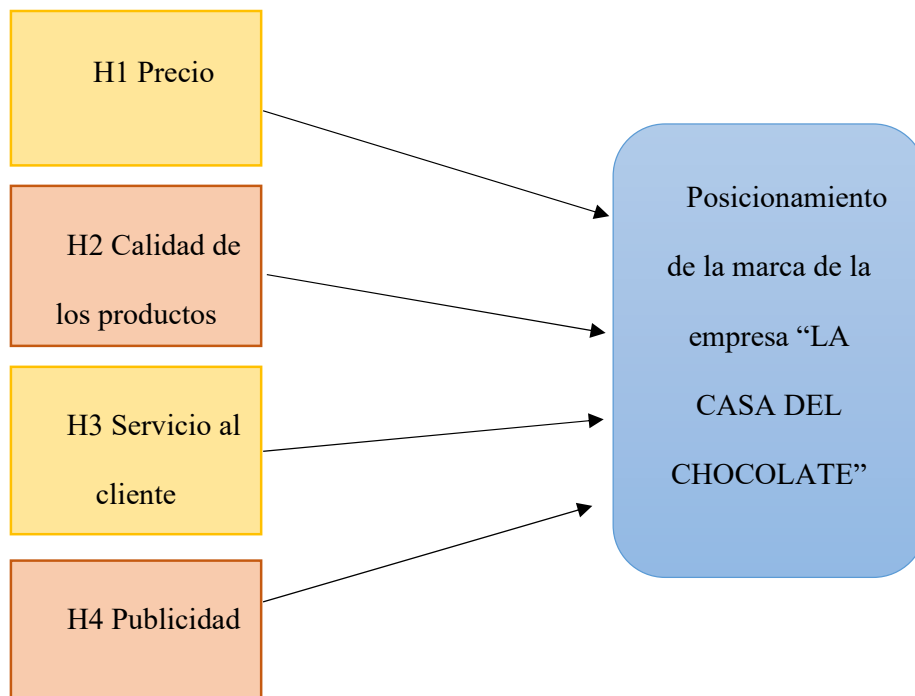 H1 Precio
H2 Calidad de
los productos
H3 Servicio al
cliente
H4 Publicidad
Posicionamiento
de la marca de la
empresa “LA
CASA DEL
CHOCOLATE”